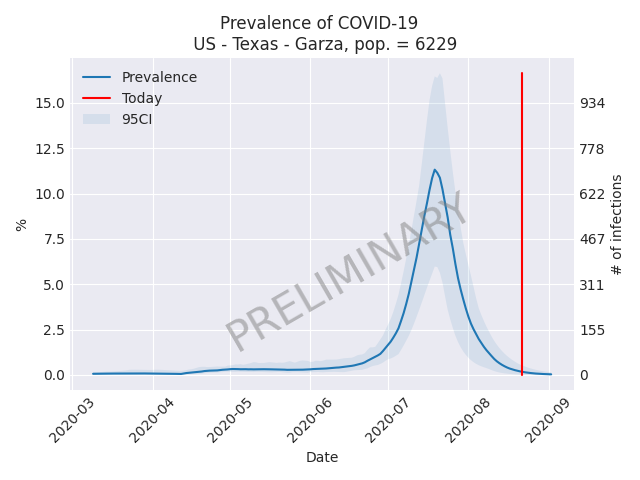 Prevalence of COVID-19
US - Texas - Garza, pop. = 6229
Prevalence
Today
95CI
PRELIMINARY
%
15.0
12.5
10.0
7.5
5.0
2.5
0.0
934
778
622
467
311
155
0
# of infections
2020-03
2020-04
2020-05
2020-06
2020-07
2020-08
2020-09
Date